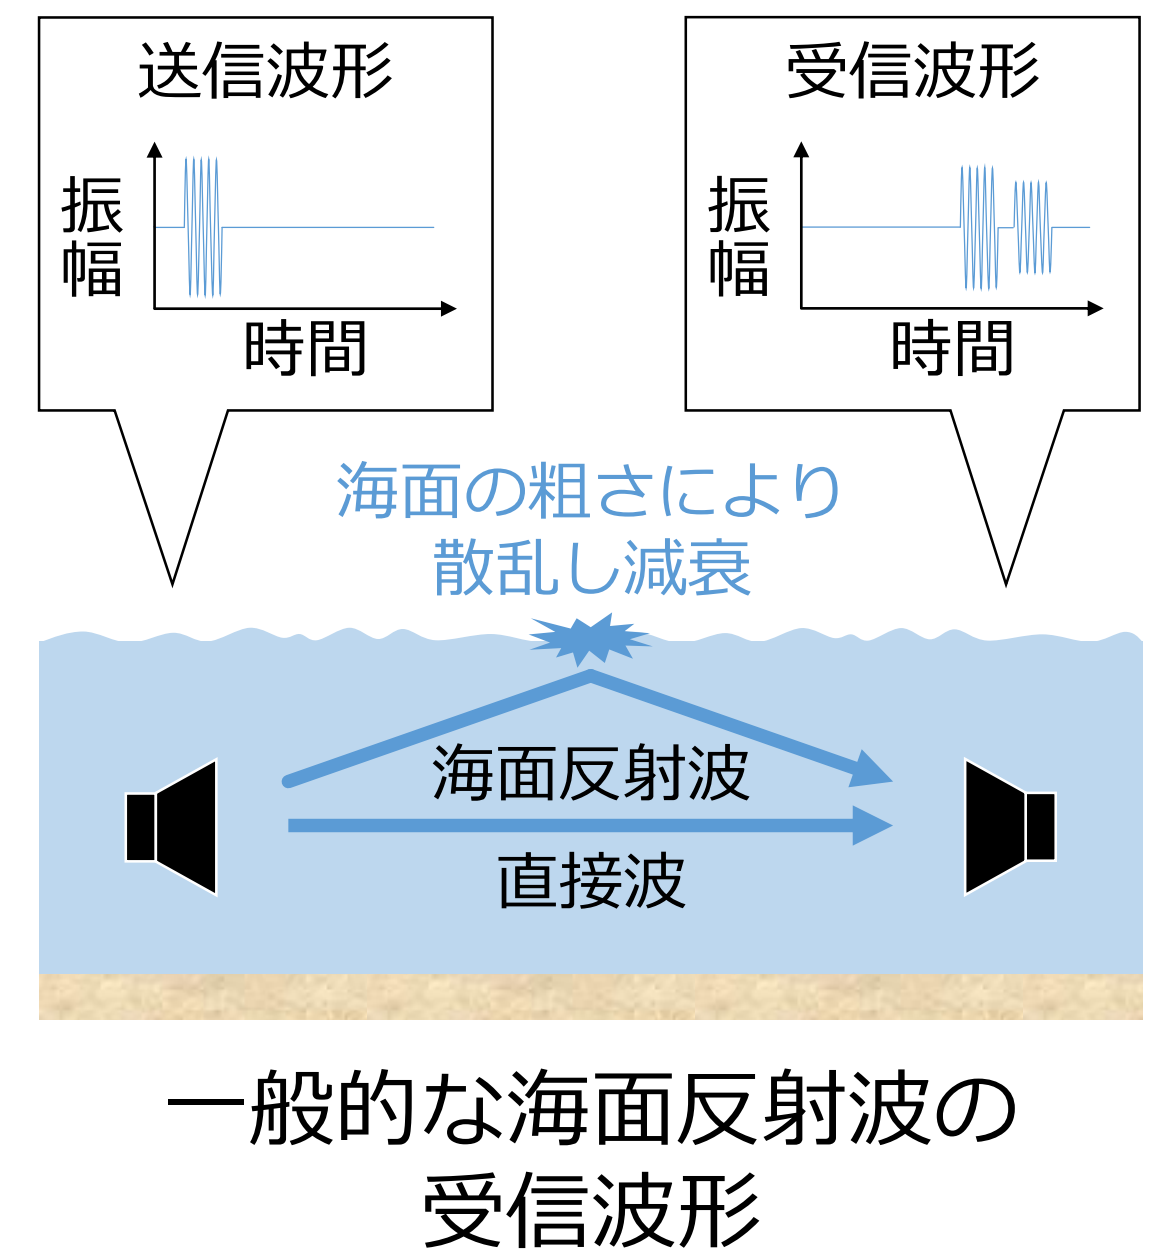 送信波形
振幅
時間
受信波形
振幅
時間
海面の粗さにより
散乱し減衰
海面反射波
直接波
一般的な海面反射波の
受信波形